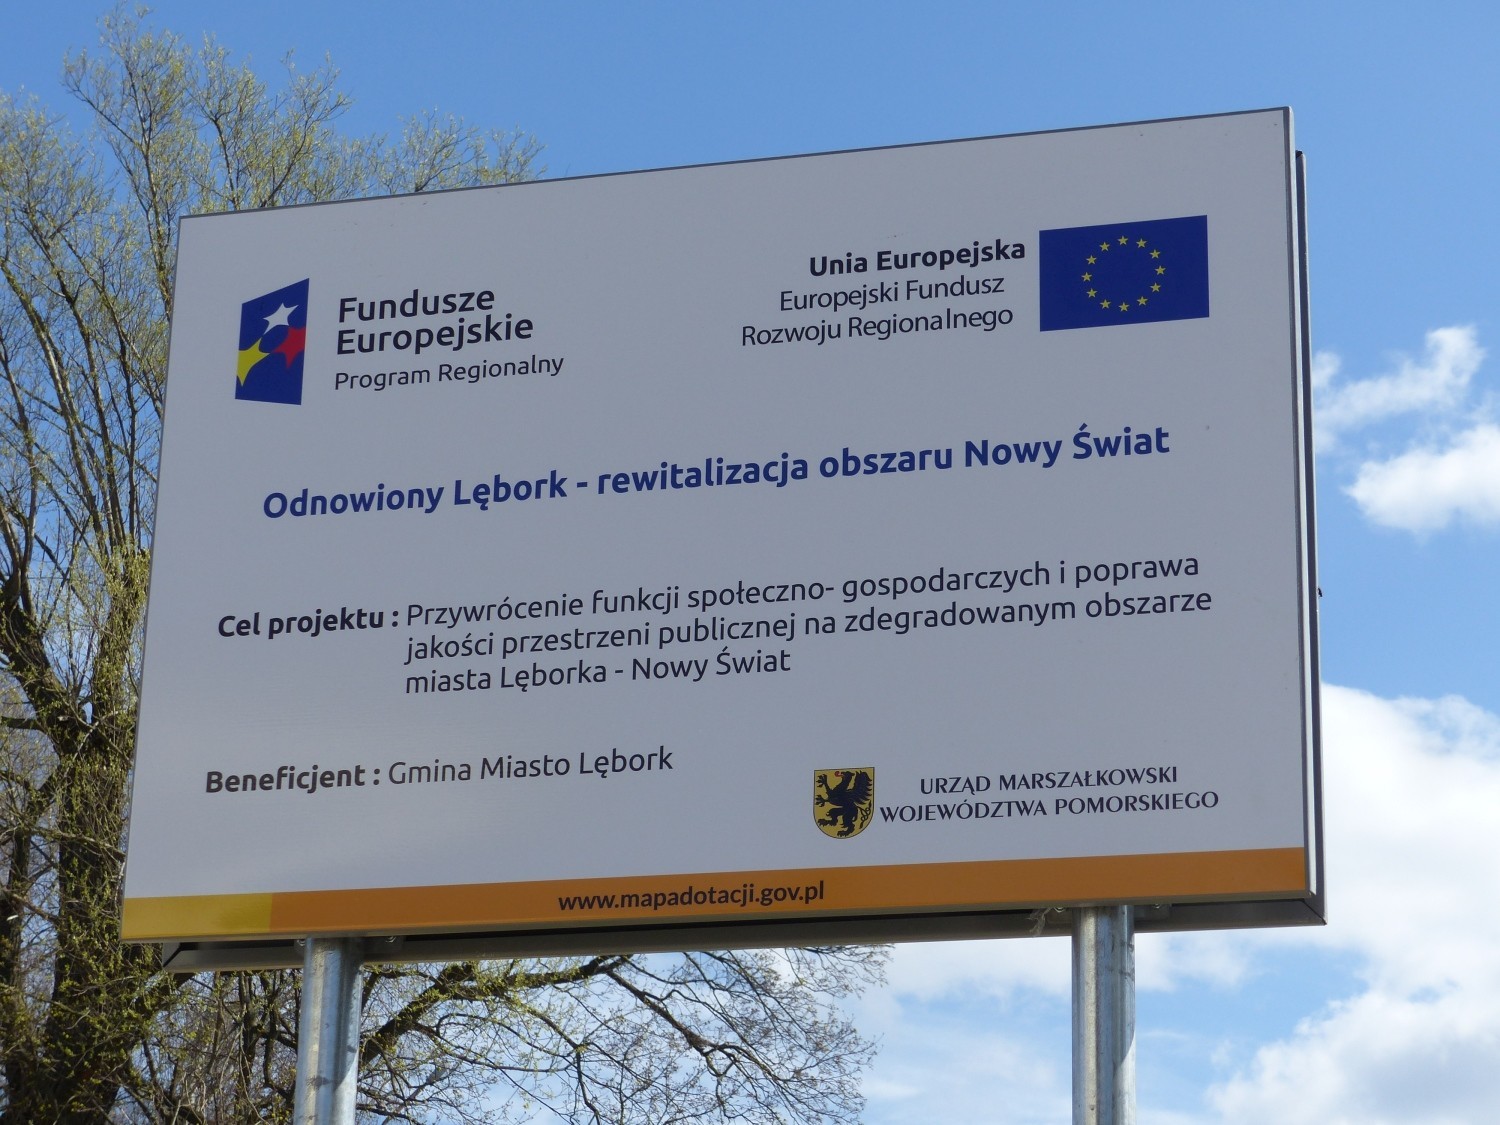 Fundusze
Europejskie
Program Regionalny
Unia Europejska
Europejski Fundusz
Rozwoju Regionalnego
Odnowiony Lębork - rewitalizacja obszaru Nowy Świat
Cel projektu : Przywrócenie funkcji społeczno- gospodarczych i poprawa
jakości przestrzeni publicznej na zdegradowanym obszarze
miasta Lęborka - Nowy Świat
Beneficjent : Gmina Miasto Lębork
URZĄD MARSZAŁKOWSKI
WOJEWÓDZTWA POMORSKIEGO
www.mapadotacji.gov.pl